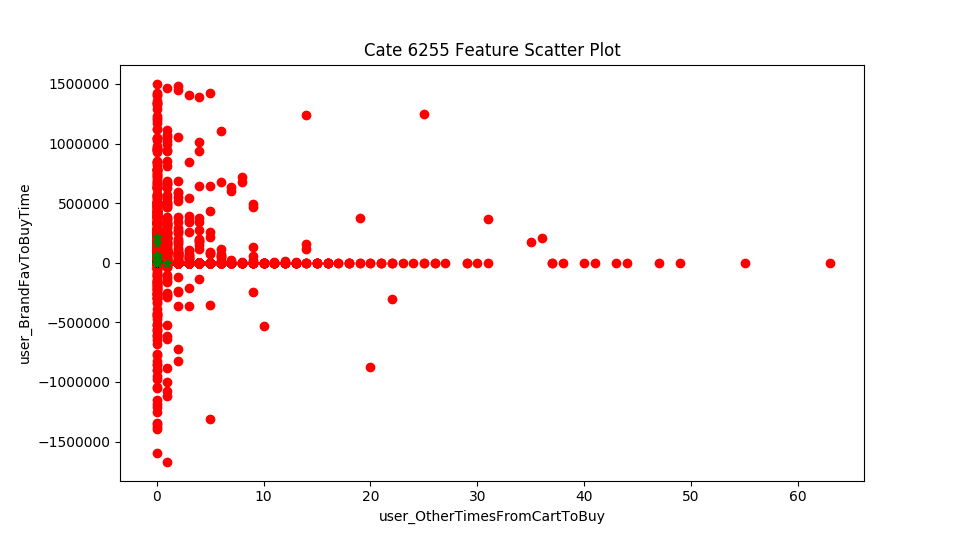 Cate 6255 Feature Scatter Plot
1500000
1000000
500000
0
−500000
−1000000
−1500000
user_BrandFavToBuyTime
0 10 20 30 40 50 60
user_OtherTimesFromCartToBuy